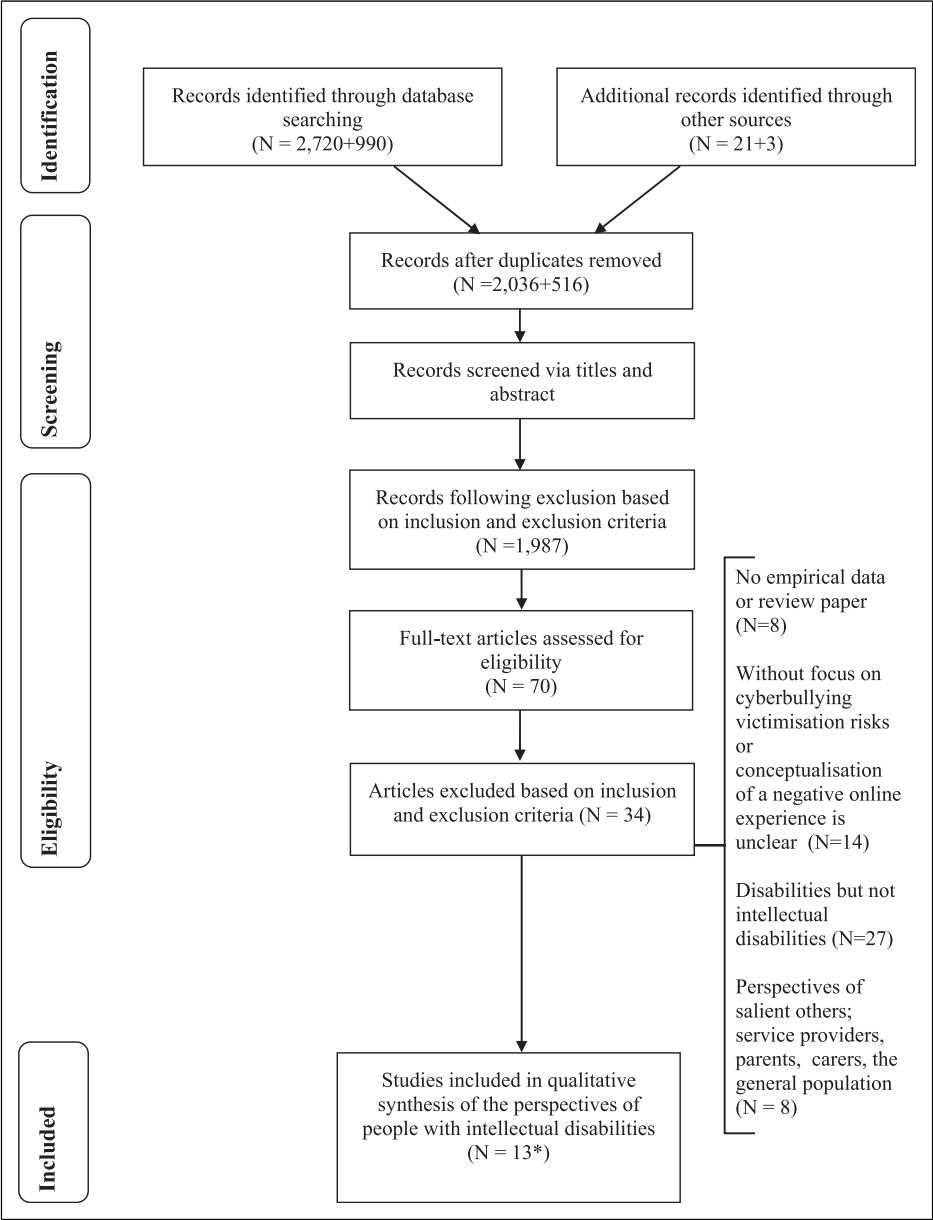 Identification
Records identified through database
searching
(N = 2,720+990)
Additional records identified through
other sources
(N = 21+3)
Screening
Records after duplicates removed
(N =2,036+516)
Records screened via titles and
abstract
Eligibility
Records following exclusion based
on inclusion and exclusion criteria
(N =1,987)
Full-text articles assessed for
eligibility
(N = 70)
Articles excluded based on inclusion
and exclusion criteria (N = 34)
No empirical data
or review paper
(N=8)
Without focus on
cyberbullying
victimisation risks
or
conceptualisation
of a negative online
experience is
unclear (N=14)
Disabilities but not
intellectual
disabilities (N=27)
Perspectives of
salient others;
service providers,
parents, carers, the
general population
(N = 8)
Included
Studies included in qualitative
synthesis of the perspectives of
people with intellectual disabilities
(N = 13*)